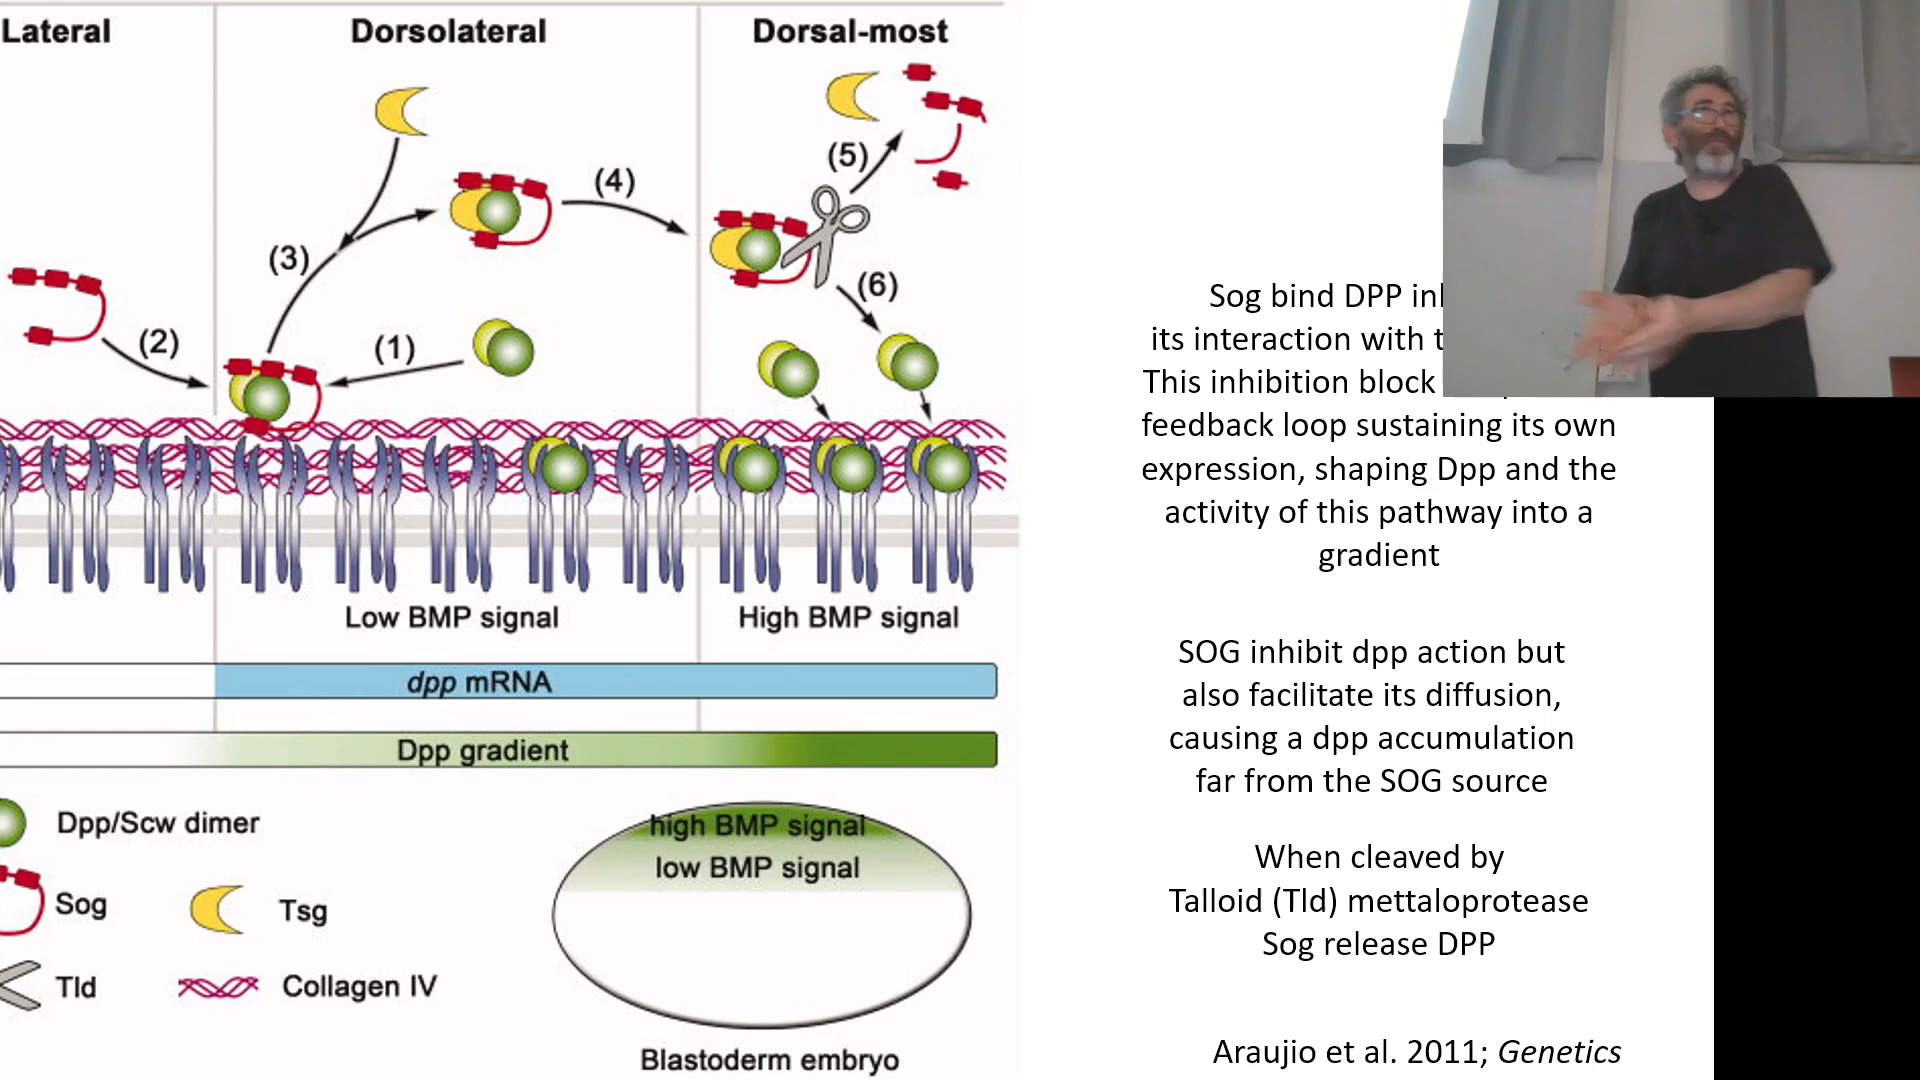 Lateral
Dorsolateral
Dorsal-most
(5)
(4)
(3)
(6)
(2)
(1)
Low BMP signal
High BMP signal
dpp mRNA
Dpp gradient
Dpp/Scw dimer
Sog
Tsg
Tld
Collagen IV
high BMP signal
low BMP signal
Blastoderm embryo
Sog bind DPP
its interaction with
This inhibition block
feedback loop sustaining its own
expression, shaping Dpp and the
activity of this pathway into a
gradient
SOG inhibit dpp action but
also facilitate its diffusion,
causing a dpp accumulation
far from the SOG source
When cleaved by
Talloid (Tld) mettaloprotease
Sog release DPP
Araujio et al. 2011; Genetics